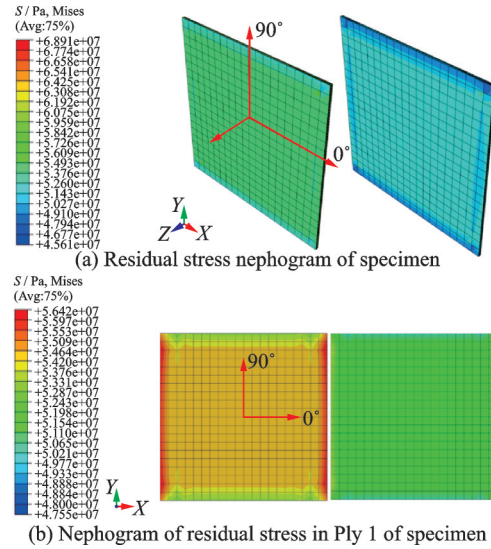 S / Pa, Mises
(Avg:75%)
+6.891e+07
+6.774e+07
+6.658e+07
+6.541e+07
+6.425e+07
+6.308e+07
+6.192e+07
+6.075e+07
+5.959e+07
+5.842e+07
+5.726e+07
+5.609e+07
+5.493e+07
+5.376e+07
+5.260e+07
+5.143e+07
+5.027e+07
+4.910e+07
+4.794e+07
+4.677e+07
+4.561e+07
90°
0°
Y
Z
X
(a) Residual stress nephogram of specimen
S / Pa, Mises
(Avg:75%)
+5.642e+07
+5.597e+07
+5.553e+07
+5.509e+07
+5.464e+07
+5.420e+07
+5.376e+07
+5.331e+07
+5.287e+07
+5.243e+07
+5.198e+07
+5.154e+07
+5.110e+07
+5.065e+07
+5.021e+07
+4.977e+07
+4.933e+07
+4.888e+07
+4.844e+07
+4.800e+07
+4.755e+07
90°
0°
Y
X
(b) Nephogram of residual stress in Ply 1 of specimen